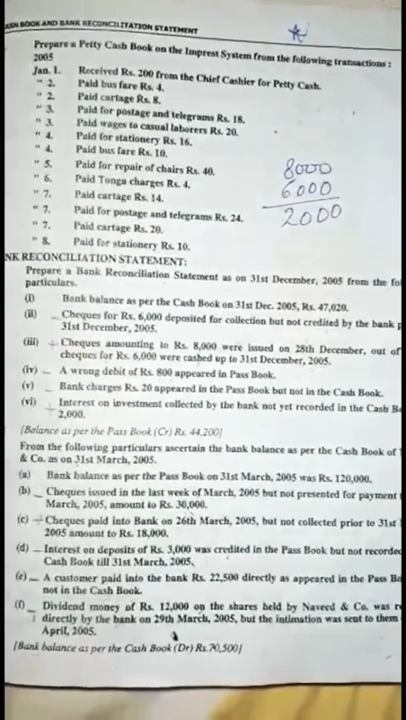 CASH BOOK AND BANK RECONCILIATION STATEMENT
Prepare a Petty Cash Book on the Imprest System from the following transactions :
2005
Jan. 1. Received Rs. 200 from the Chief Cashier for Petty Cash.
" 2. Paid bus fare Rs. 4.
" 2. Paid cartage Rs. 8.
" 3. Paid for postage and telegrams Rs. 18.
" 3. Paid wages to casual laborers Rs. 20.
" 4. Paid for stationery Rs. 16.
" 4. Paid bus fare Rs. 10.
" 5. Paid for repair of chairs Rs. 40.
" 6. Paid Tonga charges Rs. 4.
" 7. Paid cartage Rs. 14.
" 7. Paid for postage and telegrams Rs. 24.
" 7. Paid cartage Rs. 20.
" 8. Paid for stationery Rs. 10.
8000
6000
2000
NK RECONCILIATION STATEMENT:
Prepare a Bank Reconciliation Statement as on 31st December, 2005 from the fol
particulars.
(i) Bank balance as per the Cash Book on 31st Dec. 2005, Rs. 47,020.
(ii) Cheques for Rs. 6,000 deposited for collection but not credited by the bank
31st December, 2005.
(iii) + Cheques amounting to Rs. 8,000 were issued on 28th December, out of
cheques for Rs. 6,000 were cashed up to 31st December, 2005.
(iv) – A wrong debit of Rs. 800 appeared in Pass Book.
(v) – Bank charges Rs. 20 appeared in the Pass Book but not in the Cash Book.
(vi) + Interest on investment collected by the bank not yet recorded in the Cash B
2,000.
[Balance as per the Pass Book (Cr) Rs. 44,200]
From the following particulars ascertain the bank balance as per the Cash Book of
& Co. as on 31st March, 2005.
(a) Bank balance as per the Pass Book on 31st March, 2005 was Rs. 120,000.
(b) – Cheques issued in the last week of March, 2005 but not presented for payment
March, 2005, amount to Rs. 30,000.
(c) + Cheques paid into Bank on 26th March, 2005, but not collected prior to 31st
2005 amount to Rs. 18,000.
(d) – Interest on deposits of Rs. 3,000 was credited in the Pass Book but not recorded
Cash Book till 31st March, 2005.
(e) – A customer paid into the bank Rs. 22,500 directly as appeared in the Pass Bo
not in the Cash Book.
(f) – Dividend money of Rs. 12,000 on the shares held by Naveed & Co. was r
directly by the bank on 29th March, 2005, but the intimation was sent to them
April, 2005.
[Bank balance as per the Cash Book (Dr) Rs.70,500]